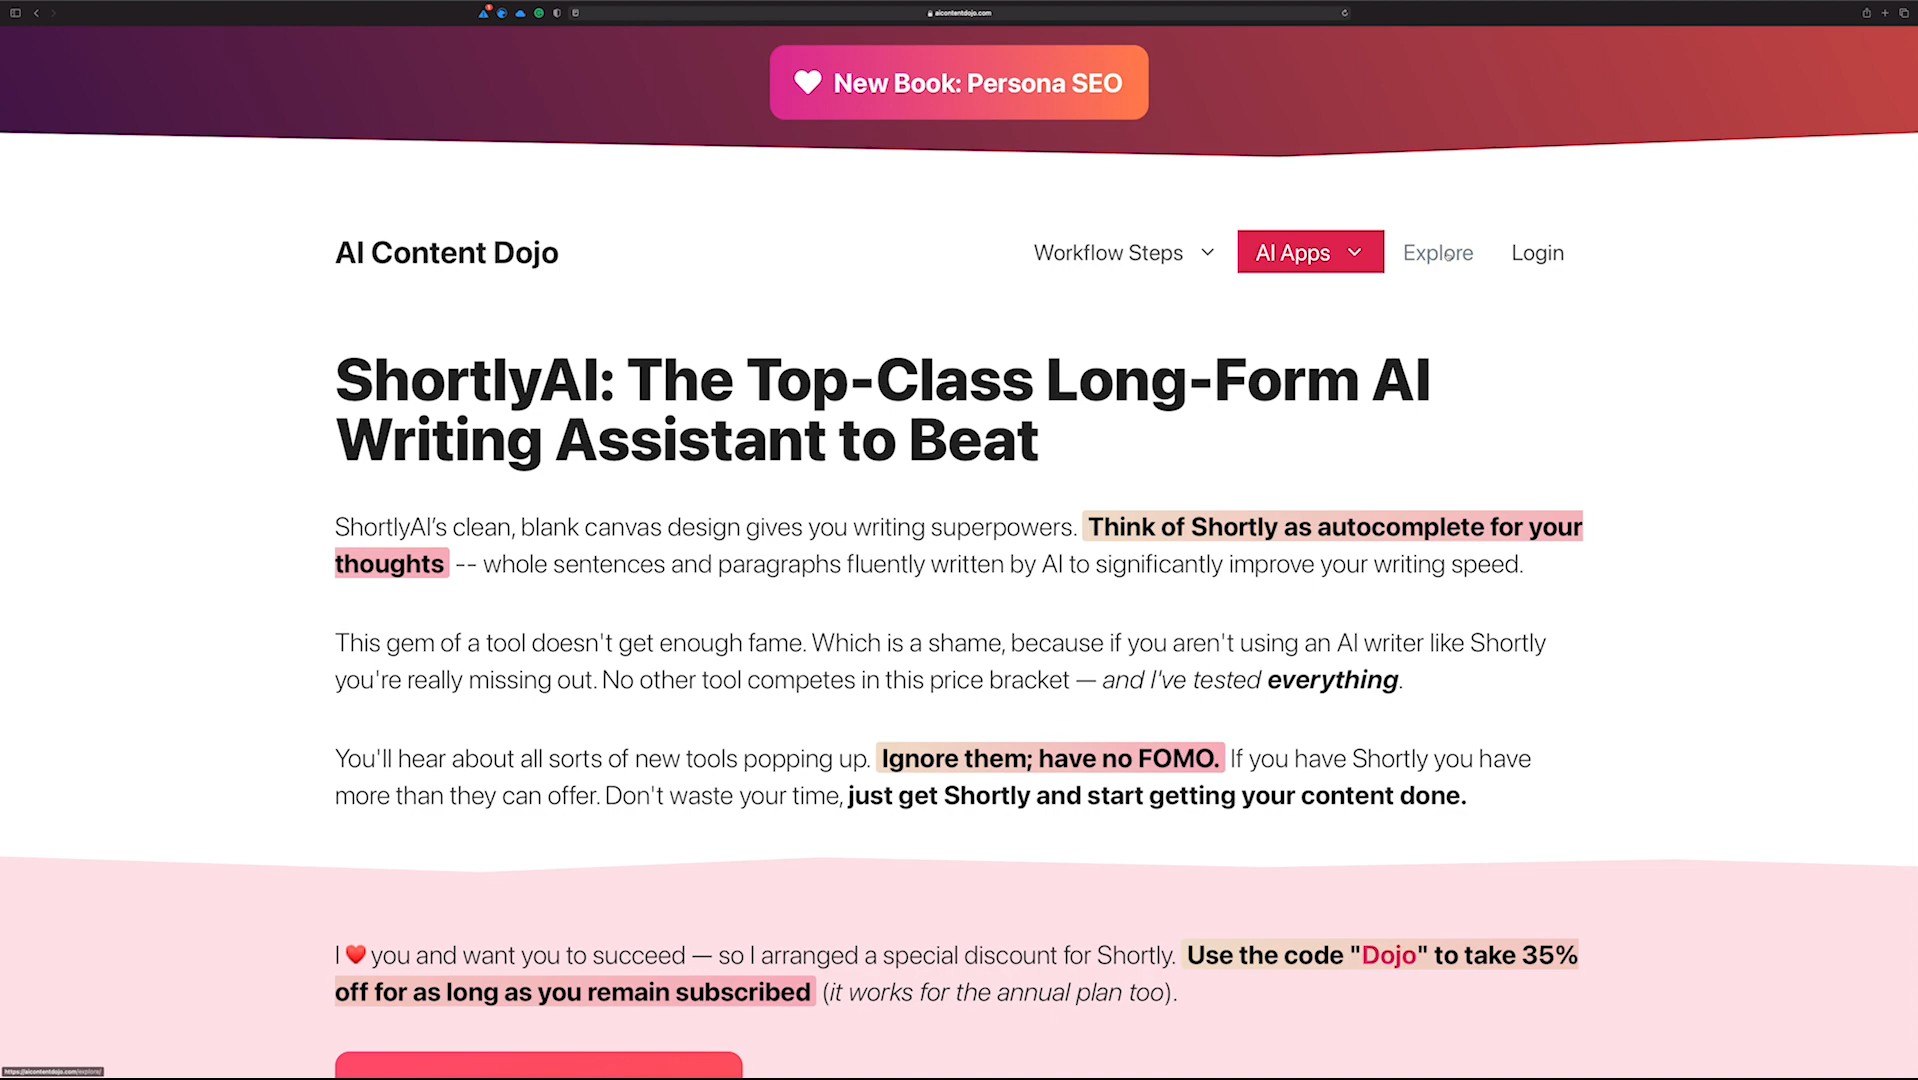 aicontentdojo.com
New Book: Persona SEO
AI Content Dojo
Workflow Steps
AI Apps
Explore
Login
ShortlyAI: The Top-Class Long-Form AI
Writing Assistant to Beat
ShortlyAI’s clean, blank canvas design gives you writing superpowers. Think of Shortly as autocomplete for your
thoughts -- whole sentences and paragraphs fluently written by AI to significantly improve your writing speed.
This gem of a tool doesn't get enough fame. Which is a shame, because if you aren't using an AI writer like Shortly
you're really missing out. No other tool competes in this price bracket — and I've tested everything.
You'll hear about all sorts of new tools popping up. Ignore them; have no FOMO. If you have Shortly you have
more than they can offer. Don't waste your time, just get Shortly and start getting your content done.
I ❤️ you and want you to succeed — so I arranged a special discount for Shortly. Use the code "Dojo" to take 35%
off for as long as you remain subscribed (it works for the annual plan too).
https://aicontentdojo.com/explore/